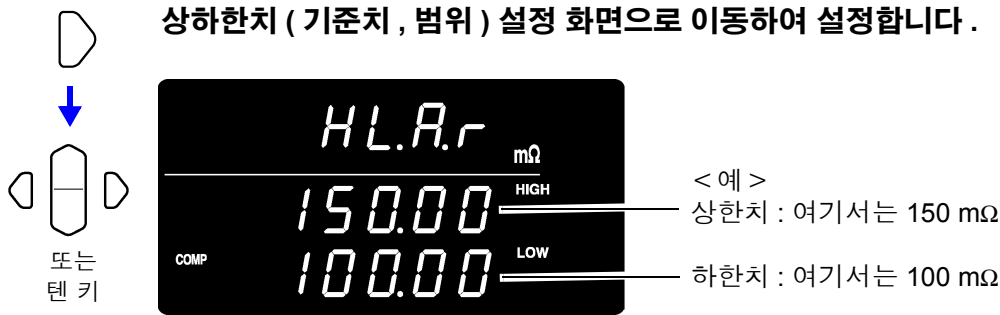 상하한치 ( 기준치 , 범위 ) 설정 화면으로 이동하여 설정합니다 .
HL.A.r
mΩ
150.00
HIGH
< 예 >
상한치 : 여기서는 150 mΩ
또는
텐 키
COMP
100.00
LOW
하한치 : 여기서는 100 mΩ